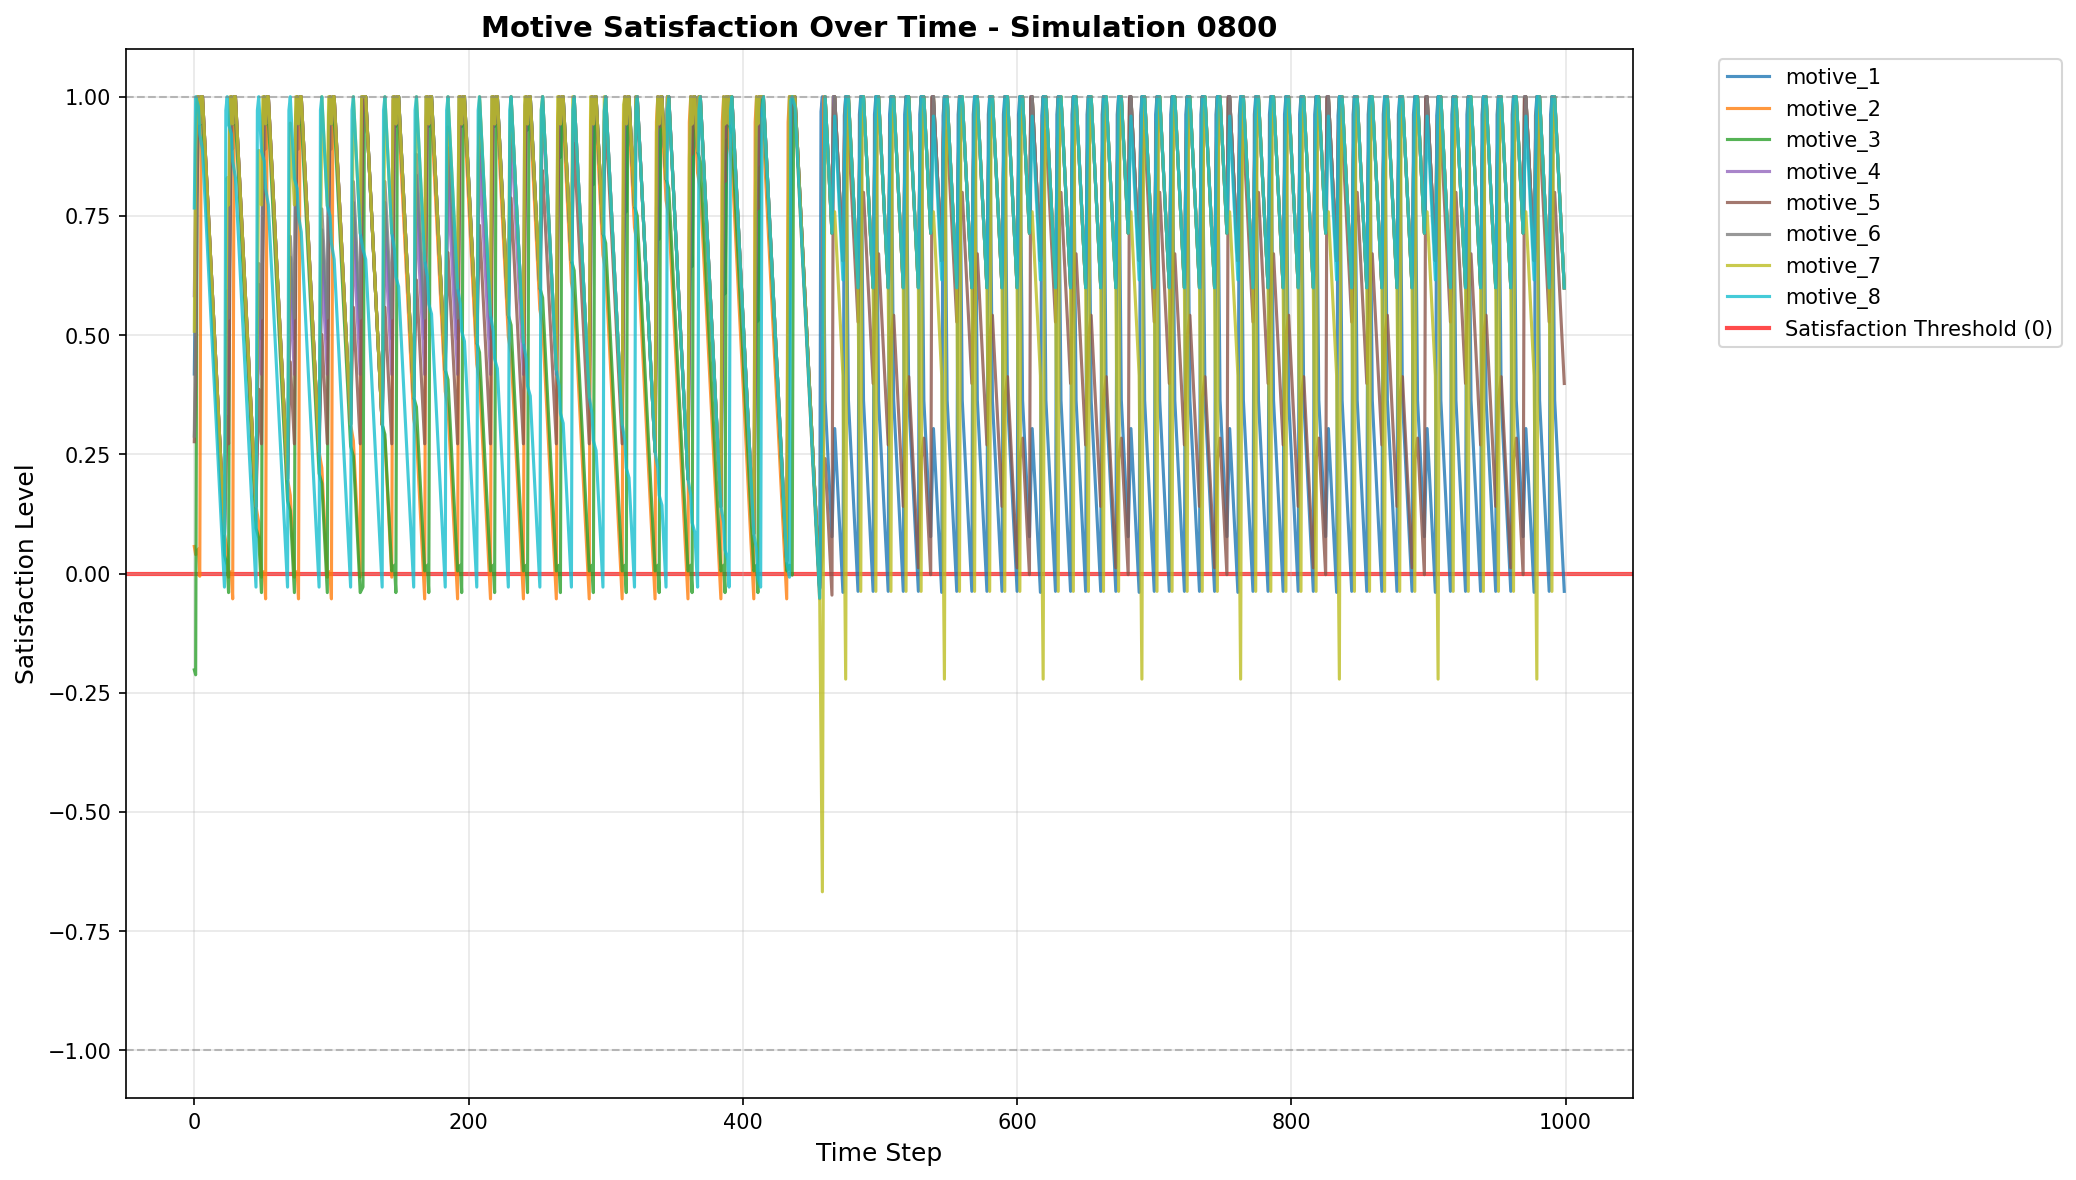 Motive Satisfaction Over Time - Simulation 0800
Satisfaction Level
1.00
0.75
0.50
0.25
0.00
−0.25
−0.50
−0.75
−1.00
0
200
400
600
800
1000
Time Step
motive_1
motive_2
motive_3
motive_4
motive_5
motive_6
motive_7
motive_8
Satisfaction Threshold (0)